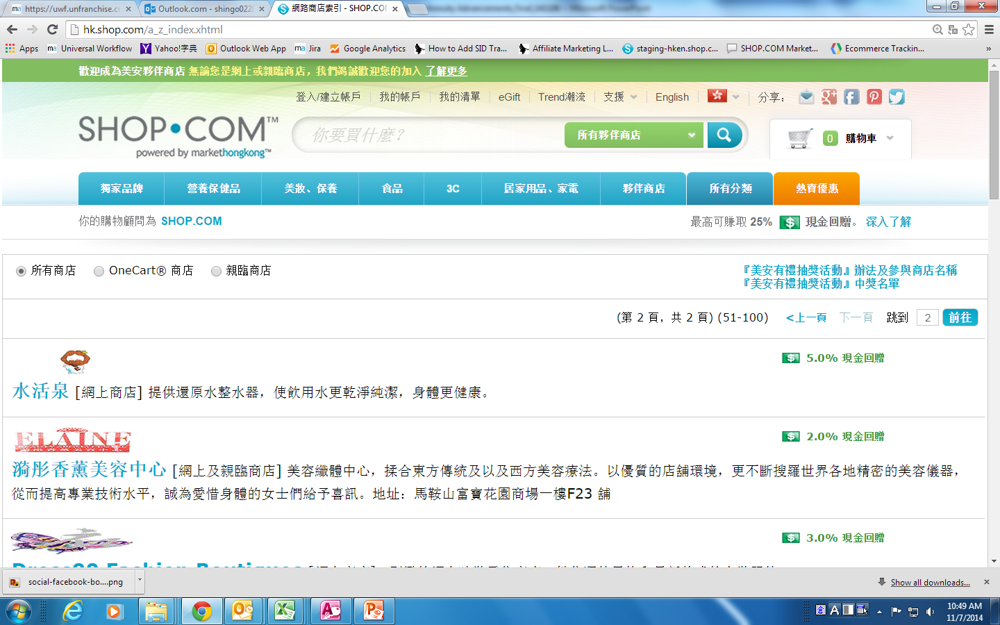 https://uwf.unfranchise.co
Outlook.com - shingo022
網路商店索引 - SHOP.CO
hk.shop.com/a_z_index.xhtml
Apps
Universal Workflow
Yahoo!字典
Outlook Web App
Jira
Google Analytics
How to Add SID Tra...
Affiliate Marketing L...
staging-hken.shop.c...
SHOP.COM Market...
Ecommerce Trackin...
歡迎成為美安夥伴商店 無論您是網上或親臨商店，我們竭誠歡迎您的加入 了解更多
登入/建立帳戶
我的帳戶
我的清單
eGift
Trend潮流
支援
English
分享：
SHOP•COM™
powered by markethongkong™
你要買什麼？
所有夥伴商店
0 購物車
獨家品牌
營養保健品
美妝、保養
食品
3C
居家用品、家電
夥伴商店
所有分類
熱賣優惠
你的購物顧問為 SHOP.COM
最高可賺取 25% $ 現金回贈。 深入了解
所有商店
OneCart® 商店
親臨商店
『美安有禮抽獎活動』辦法及參與商店名稱
『美安有禮抽獎活動』中獎名單
(第 2 頁，共 2 頁) (51-100) <上一頁 下一頁 跳到 2 前往
$ 5.0% 現金回贈
水活泉 [網上商店] 提供還原水整水器，使飲用水更乾淨純潔，身體更健康。
ELAINE
$ 2.0% 現金回贈
漪彤香薰美容中心 [網上及親臨商店] 美容纖體中心，揉合東方傳統及以及西方美容療法。以優質的店舖環境，更不斷搜羅世界各地精密的美容儀器，
從而提高專業技術水平，誠為愛惜身體的女士們給予喜訊。地址：馬鞍山富寶花園商場一樓F23 舖
$ 3.0% 現金回贈
social-facebook-bo....png
Show all downloads...
10:49 AM
11/7/2014